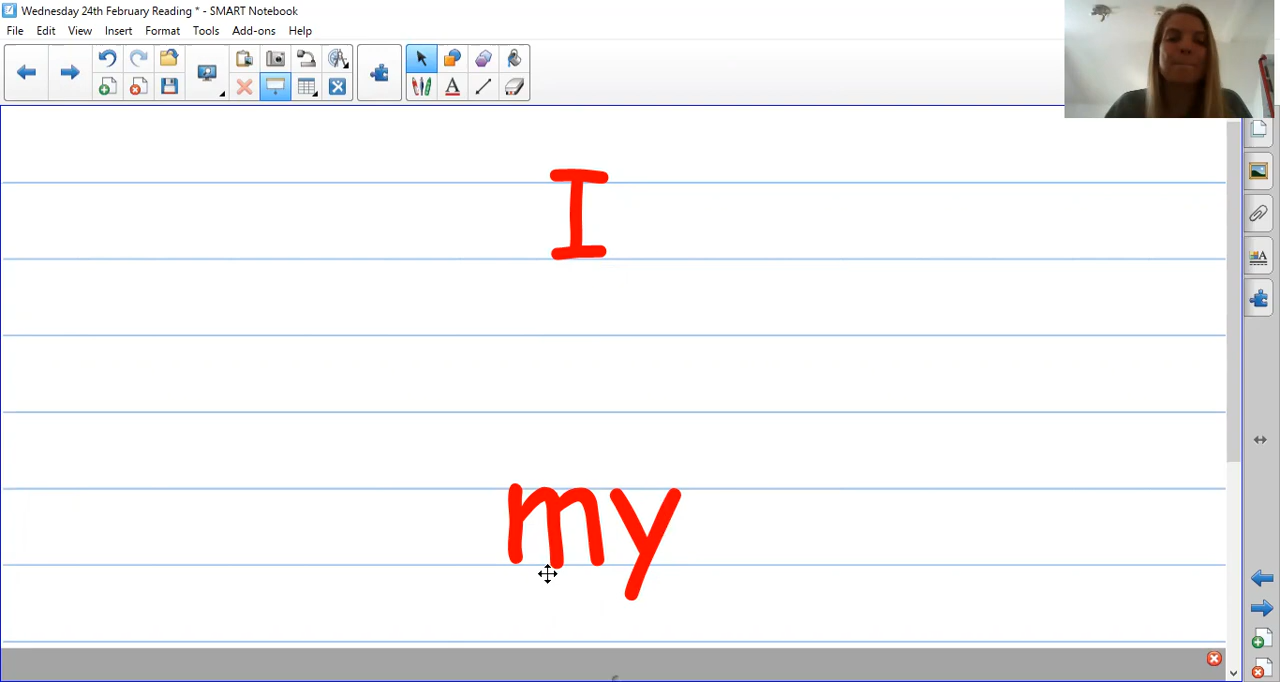 Wednesday 24th February Reading * - SMART Notebook
File Edit View Insert Format Tools Add-ons Help
I
my